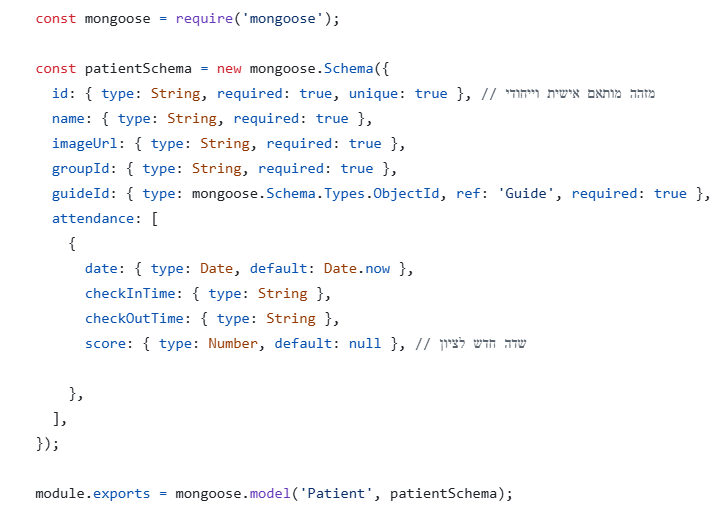 const mongoose = require('mongoose');
const patientSchema = new mongoose.Schema({
id: { type: String, required: true, unique: true }, // מזהה מותאם אישית וייחודי
name: { type: String, required: true },
imageUrl: { type: String, required: true },
groupId: { type: String, required: true },
guideId: { type: mongoose.Schema.Types.ObjectId, ref: 'Guide', required: true },
attendance: [
{
date: { type: Date, default: Date.now },
checkInTime: { type: String },
checkOutTime: { type: String },
score: { type: Number, default: null }, // שדה חדש לציון
},
],
});
module.exports = mongoose.model('Patient', patientSchema);